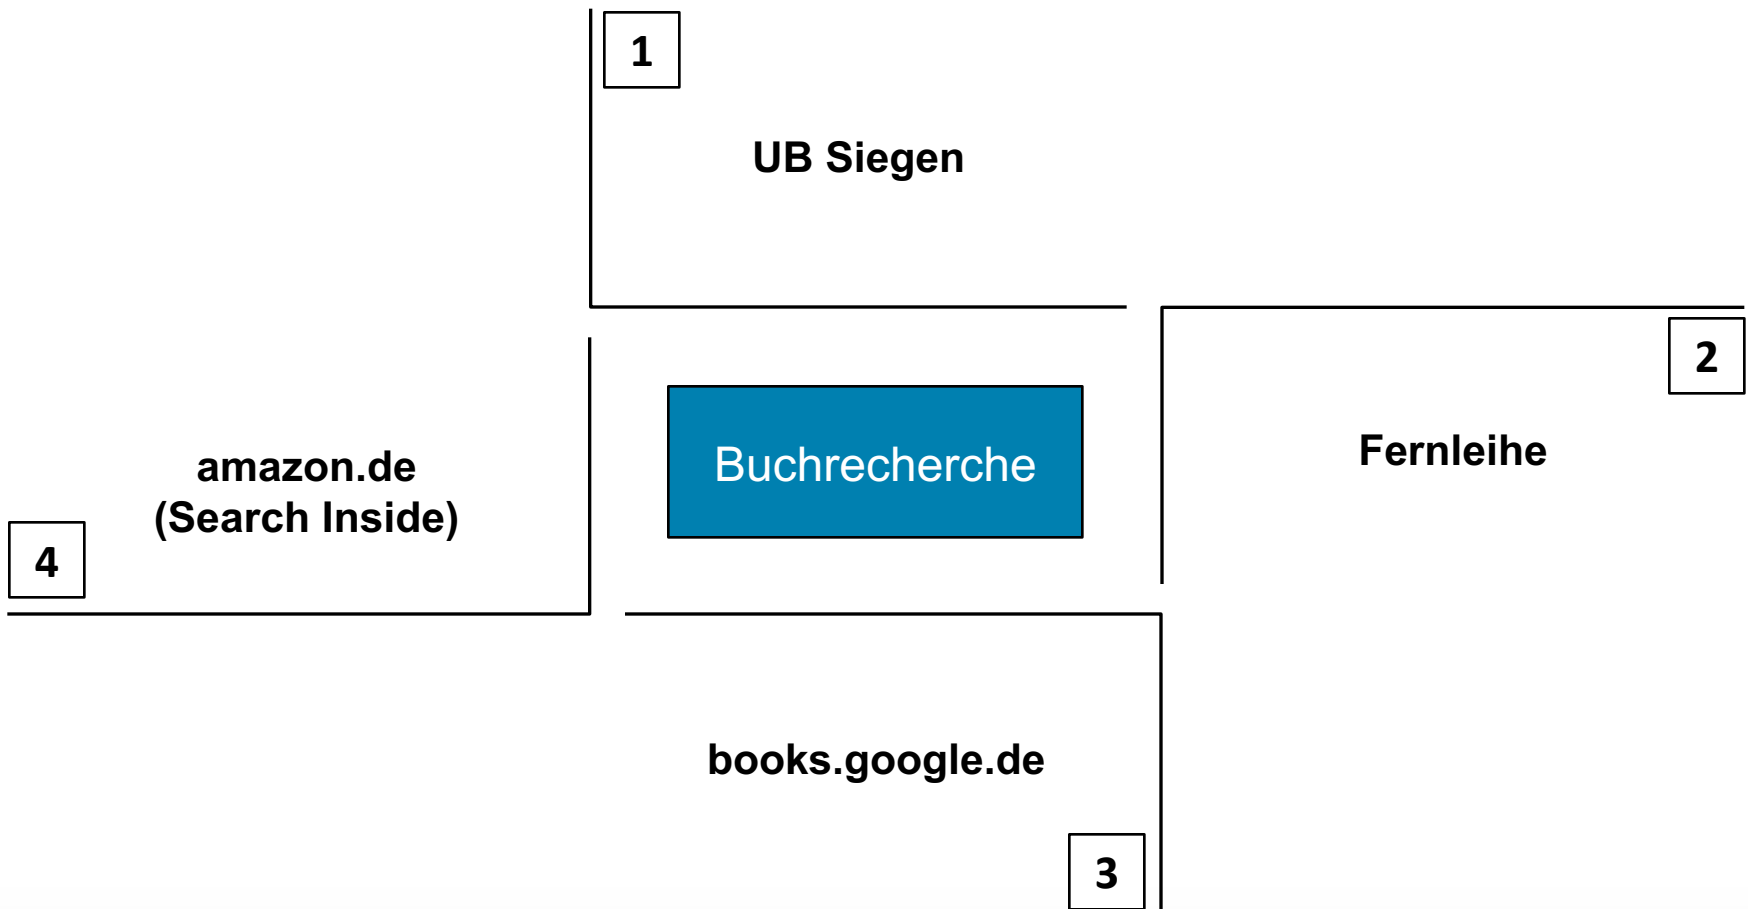 1
UB Siegen
2
Fernleihe
Buchrecherche
amazon.de
(Search Inside)
4
books.google.de
3